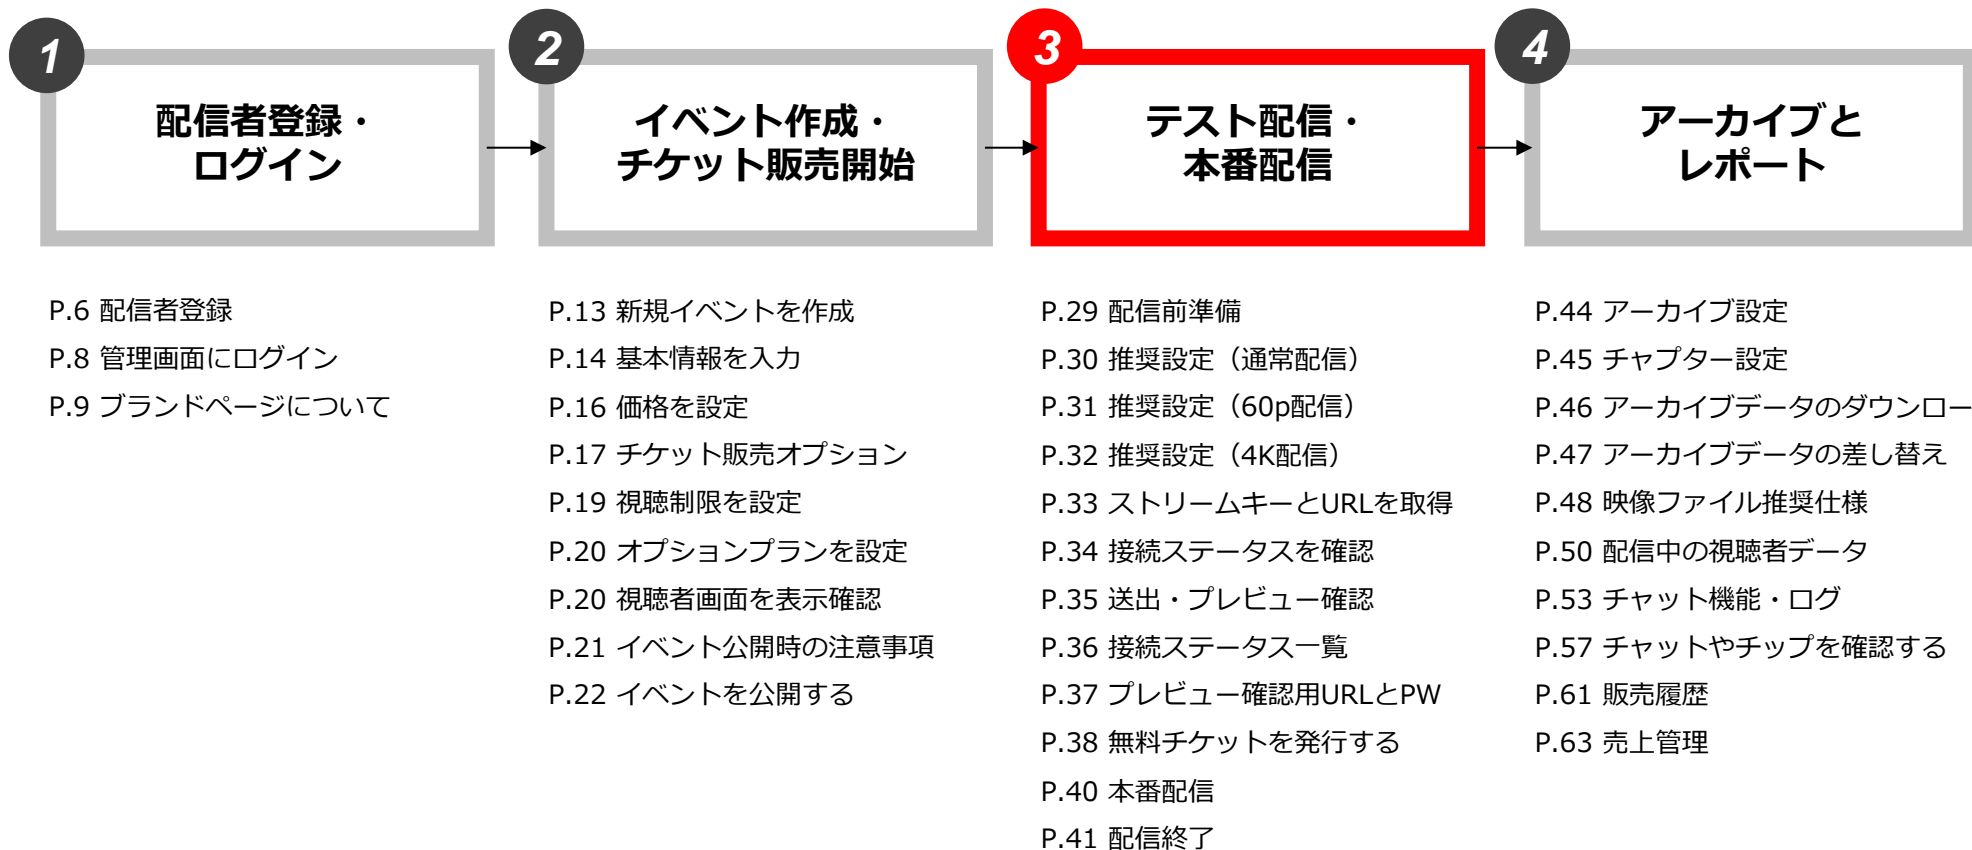 1
配信者登録・
ログイン
P.6 配信者登録
P.8 管理画面にログイン
P.9 ブランドページについて
2
イベント作成・
チケット販売開始
P.13 新規イベントを作成
P.14 基本情報を入力
P.16 価格を設定
P.17 チケット販売オプション
P.19 視聴制限を設定
P.20 オプションプランを設定
P.20 視聴者画面を表示確認
P.21 イベント公開時の注意事項
P.22 イベントを公開する
3
テスト配信・
本番配信
P.29 配信前準備
P.30 推奨設定（通常配信）
P.31 推奨設定（60p配信）
P.32 推奨設定（4K配信）
P.33 ストリームキーとURLを取得
P.34 接続ステータスを確認
P.35 送出・プレビュー確認
P.36 接続ステータス一覧
P.37 プレビュー確認用URLとPW
P.38 無料チケットを発行する
P.40 本番配信
P.41 配信終了
4
アーカイブと
レポート
P.44 アーカイブ設定
P.45 チャプター設定
P.46 アーカイブデータのダウンロー
P.47 アーカイブデータの差し替え
P.48 映像ファイル推奨仕様
P.50 配信中の視聴者データ
P.53 チャット機能・ログ
P.57 チャットやチップを確認する
P.61 販売履歴
P.63 売上管理